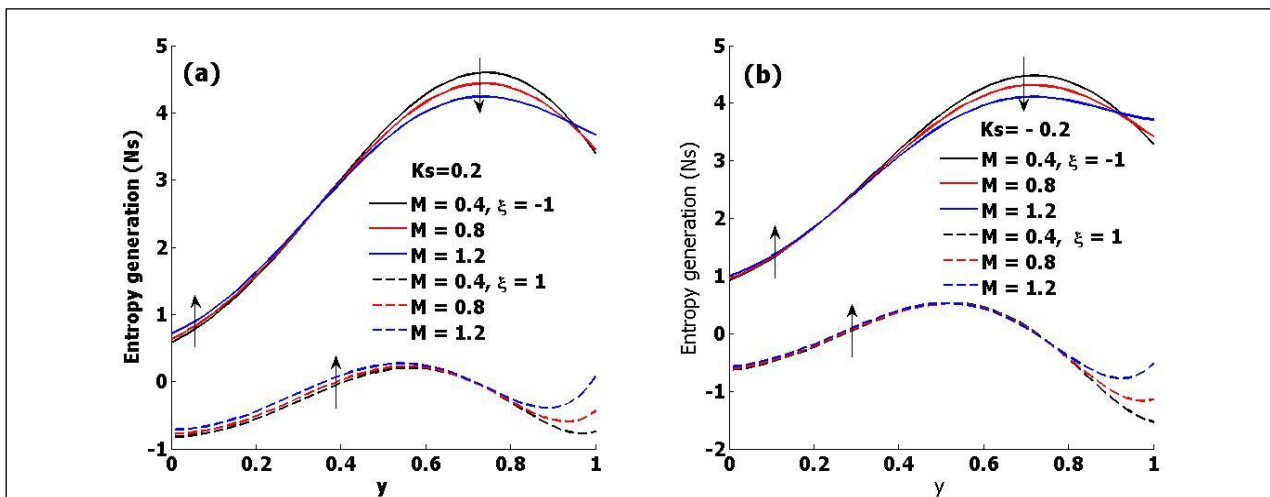 (a)
Entropy generation (Ns)
5
4
3
2
1
0
-1
Ks=0.2
M = 0.4, ξ = -1
M = 0.8
M = 1.2
M = 0.4, ξ = 1
M = 0.8
M = 1.2
0 0.2 0.4 0.6 0.8 1
y
(b)
Entropy generation (Ns)
5
4
3
2
1
0
-1
-2
Ks= - 0.2
M = 0.4, ξ = -1
M = 0.8
M = 1.2
M = 0.4, ξ = 1
M = 0.8
M = 1.2
0 0.2 0.4 0.6 0.8 1
y